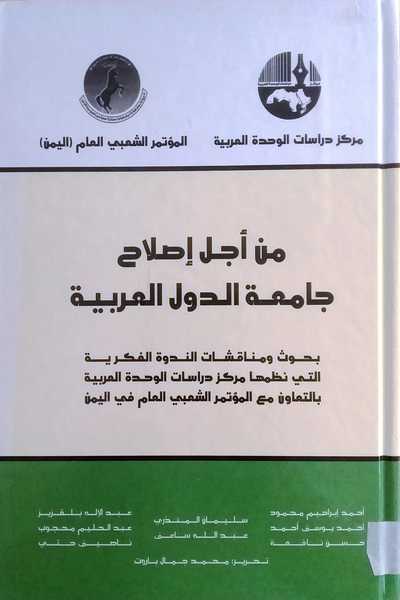 مركز دراسات الوحدة العربية
المؤتمر الشعبي العام (اليمن)
من أجل إصلاح
جامعة الدول العربية
بحوث ومناقشات الندوة الفكرية
التي نظمها مركز دراسات الوحدة العربية
بالتعاون مع المؤتمر الشعبي العام في اليمن
أحمد إبراهيم محمود
أحمد يوسف أحمد
حسن نافعة
سليمان المنذري
عبد الله ساعف
عبد الإله بلقزيز
عبد الحليم محجوب
ناصيف حتي
تحرير: محمد جمال باروت